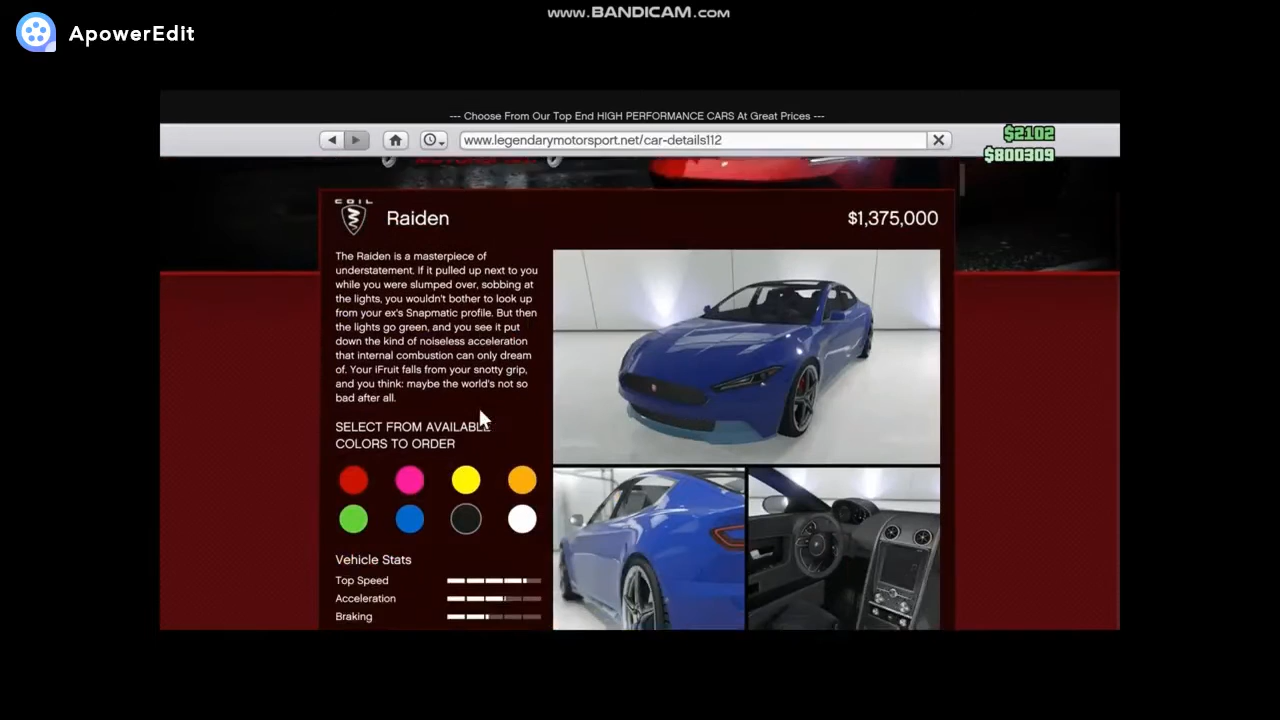 www.BANDICAM.com
ApowerEdit
--- Choose From Our Top End HIGH PERFORMANCE CARS At Great Prices ---
www.legendarymotorsport.net/car-details112
$2102
$800309
COIL
Raiden
$1,375,000
The Raiden is a masterpiece of
understatement. If it pulled up next to you
while you were slumped over, sobbing at
the lights, you wouldn't bother to look up
from your ex's Snapmatic profile. But then
the lights go green, and you see it put
down the kind of noiseless acceleration
that internal combustion can only dream
of. Your iFruit falls from your snotty grip,
and you think: maybe the world's not so
bad after all.
SELECT FROM AVAILABLE
COLORS TO ORDER
Vehicle Stats
Top Speed
Acceleration
Braking